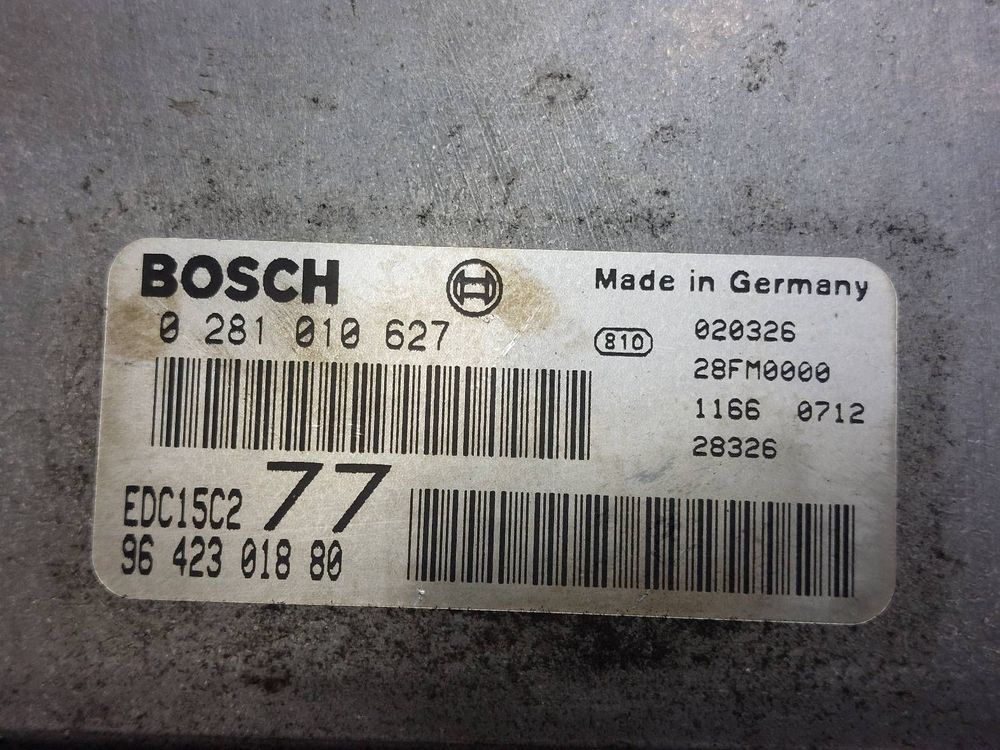 BOSCH
Made in Germany
0 281 010 627
810
020326
28FM0000
1166 0712
28326
77
EDC15C2
96 423 018 80